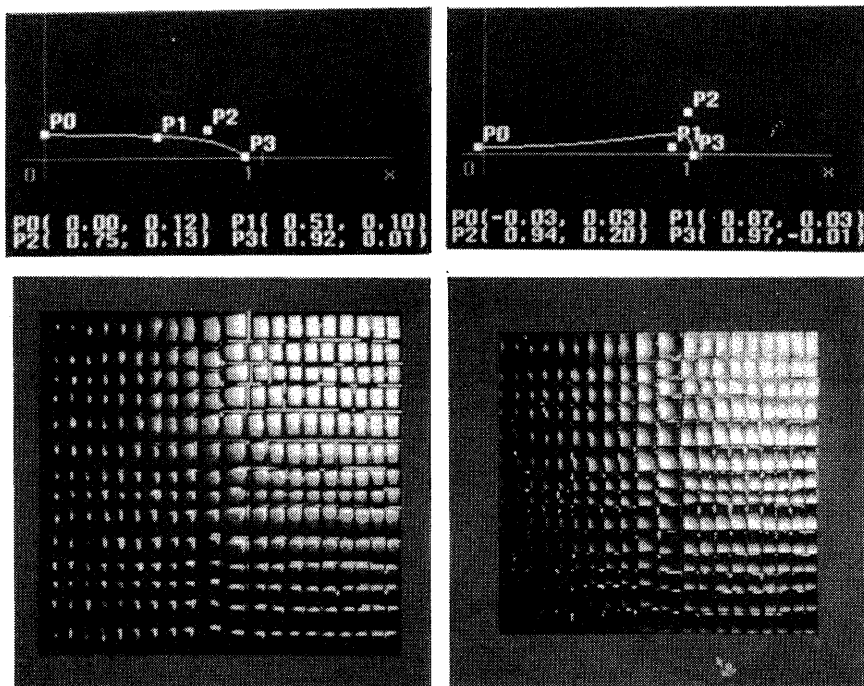 P0 P1 P2 P3
0 1 x
P0( 0.00, 0.12) P1( 0.51, 0.10)
P2( 0.75, 0.13) P3( 0.92, 0.01)
P2
P0 P1 P3
0 1 x
P0(-0.03, 0.03) P1( 0.87, 0.03)
P2( 0.94, 0.20) P3( 0.97,-0.01)